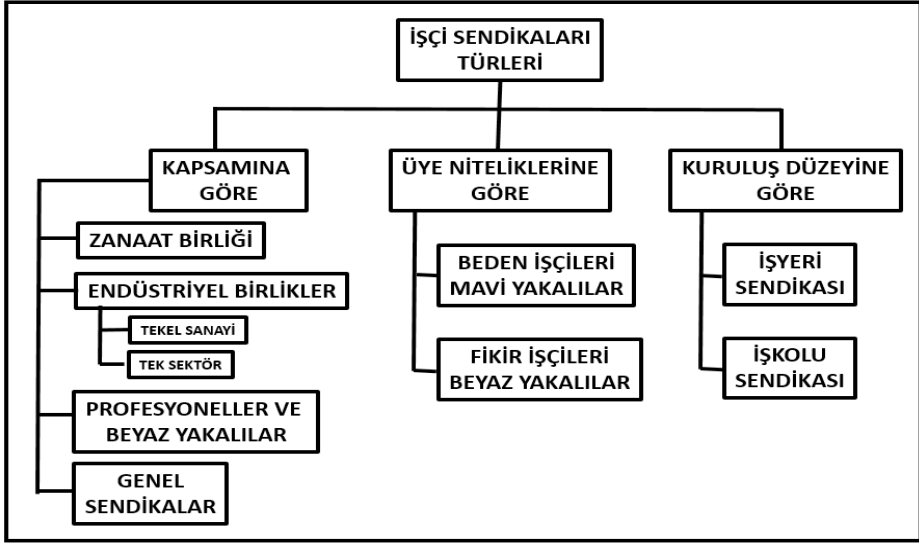 İŞÇİ SENDİKALARI
TÜRLERİ
KAPSAMINA
GÖRE
ZANAAT BİRLİĞİ
ENDÜSTRİYEL BİRLİKLER
TEKEL SANAYİ
TEK SEKTÖR
PROFESYONELLER VE
BEYAZ YAKALILAR
GENEL
SENDİKALAR
ÜYE NİTELİKLERİNE
GÖRE
BEDEN İŞÇİLERİ
MAVİ YAKALILAR
FİKİR İŞÇİLERİ
BEYAZ YAKALILAR
KURULUŞ DÜZEYİNE
GÖRE
İŞYERİ
SENDİKASI
İŞKOLU
SENDİKASI